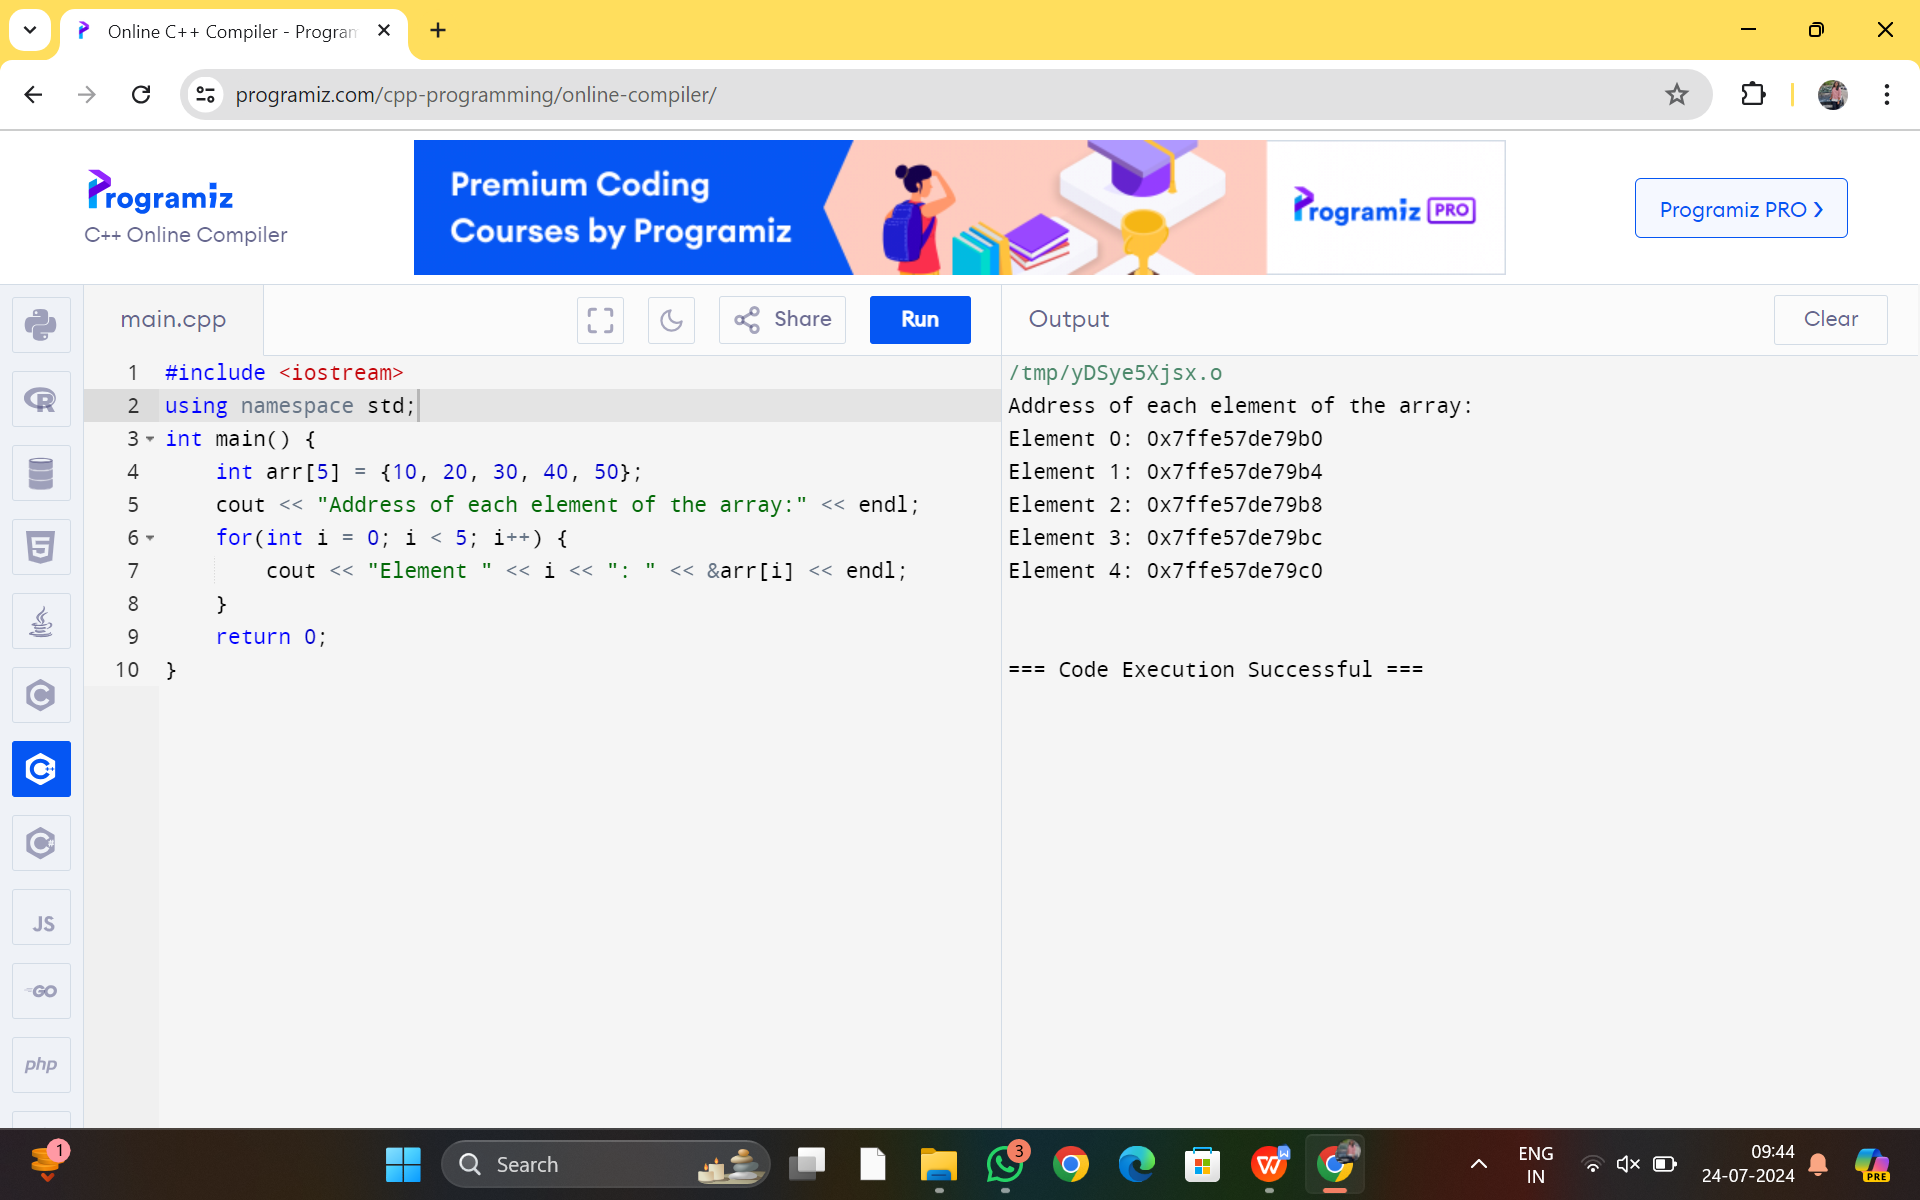 Online C++ Compiler - Program
programiz.com/cpp-programming/online-compiler/
Programiz
C++ Online Compiler
Premium Coding
Courses by Programiz
Programiz PRO
Programiz PRO
main.cpp
Share
Run
Output
Clear
1 #include <iostream>
2 using namespace std;
3 int main() {
4 int arr[5] = {10, 20, 30, 40, 50};
5 cout << "Address of each element of the array:" << endl;
6 for(int i = 0; i < 5; i++) {
7 cout << "Element " << i << ": " << &arr[i] << endl;
8 }
9 return 0;
10 }
/tmp/yDSye5Xjsx.o
Address of each element of the array:
Element 0: 0x7ffe57de79b0
Element 1: 0x7ffe57de79b4
Element 2: 0x7ffe57de79b8
Element 3: 0x7ffe57de79bc
Element 4: 0x7ffe57de79c0
=== Code Execution Successful ===
R
5
C
C+
C#
JS
GO
php
1
Search
3
W
W
ENG
IN
09:44
24-07-2024
PRE